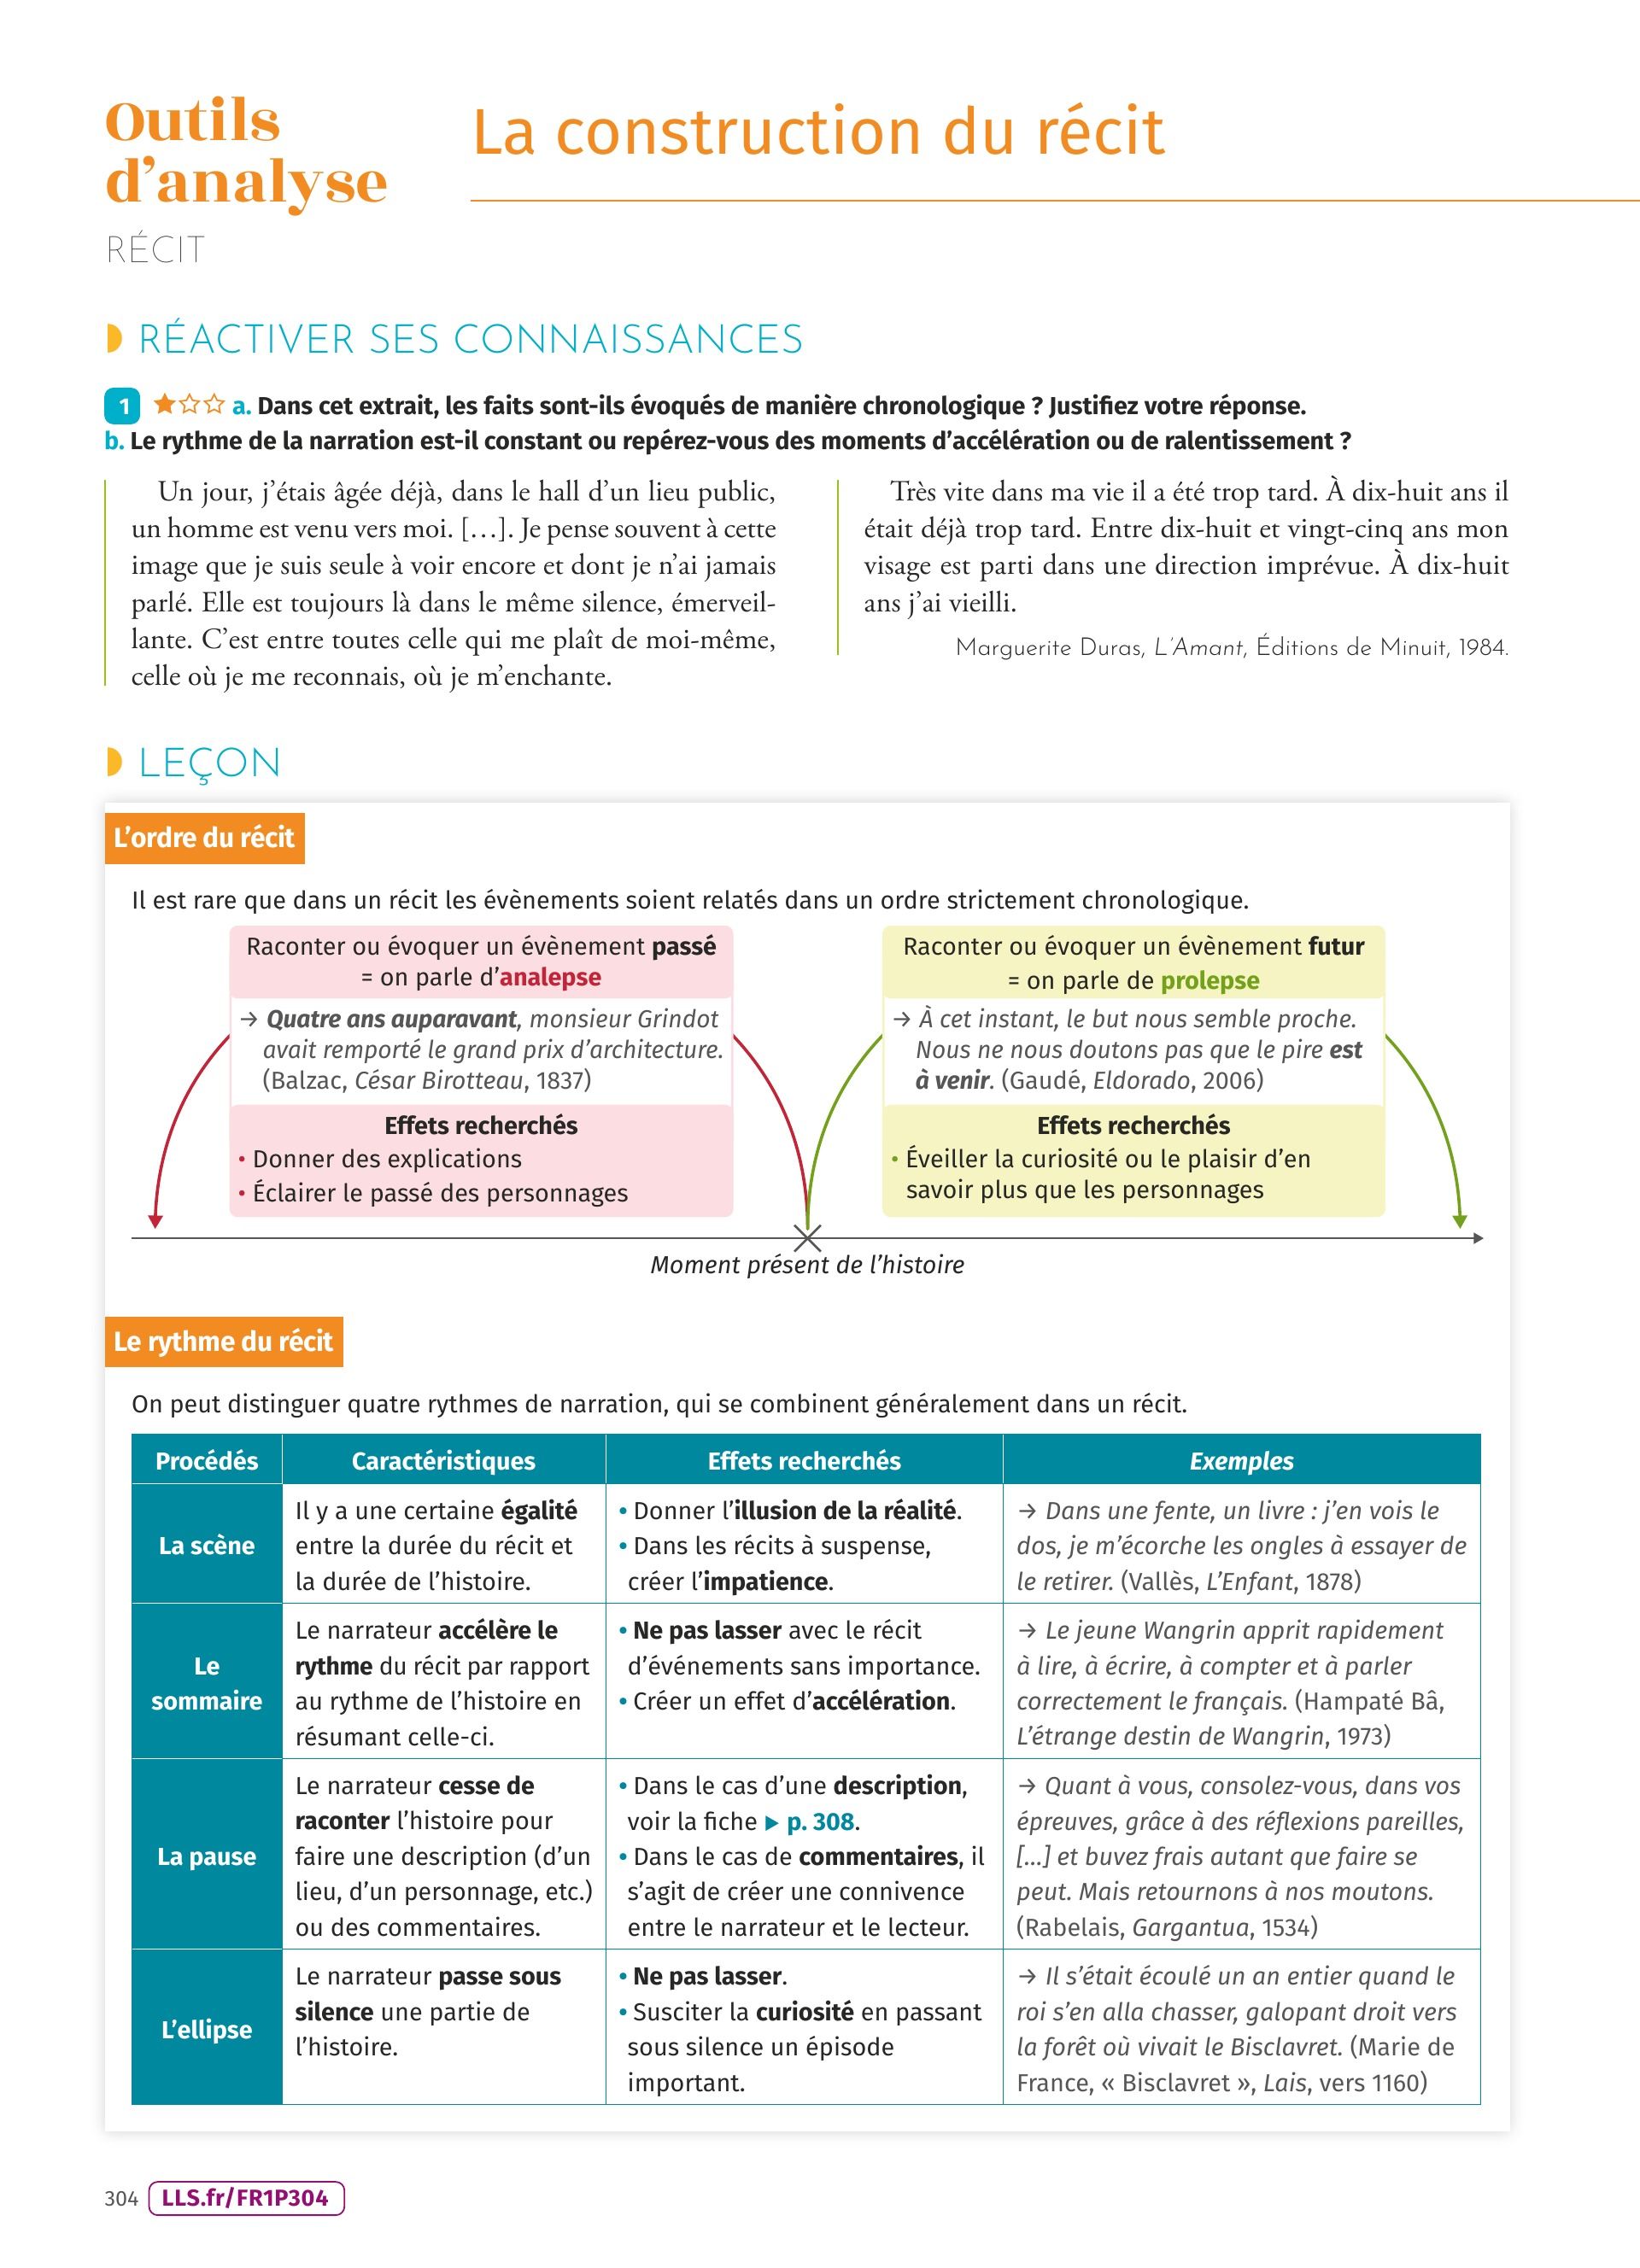 Outils
d'analyse
RÉCIT
La construction du récit
RÉACTIVER SES CONNAISSANCES
1 a. Dans cet extrait, les faits sont-ils évoqués de manière chronologique ? Justifiez votre réponse.
b. Le rythme de la narration est-il constant ou repérez-vous des moments d'accélération ou de ralentissement ?
Un jour, j'étais âgée déjà, dans le hall d'un lieu public,
un homme est venu vers moi. […]. Je pense souvent à cette
image que je suis seule à voir encore et dont je n'ai jamais
parlé. Elle est toujours là dans le même silence, émerveil-
lante. C'est entre toutes celle qui me plaît de moi-même,
celle où je me reconnais, où je m'enchante.
Très vite dans ma vie il a été trop tard. À dix-huit ans il
était déjà trop tard. Entre dix-huit et vingt-cinq ans mon
visage est parti dans une direction imprévue. À dix-huit
ans j'ai vieilli.
Marguerite Duras, L'Amant, Éditions de Minuit, 1984.
LEÇON
L'ordre du récit
Il est rare que dans un récit les évènements soient relatés dans un ordre strictement chronologique.
Raconter ou évoquer un évènement passé
= on parle d'analepse
→ Quatre ans auparavant, monsieur Grindot
avait remporté le grand prix d'architecture.
(Balzac, César Birotteau, 1837)
Effets recherchés
• Donner des explications
• Éclairer le passé des personnages
Raconter ou évoquer un évènement futur
= on parle de prolepse
→ À cet instant, le but nous semble proche.
Nous ne nous doutons pas que le pire est
à venir. (Gaudé, Eldorado, 2006)
Effets recherchés
• Éveiller la curiosité ou le plaisir d'en
savoir plus que les personnages
Moment présent de l'histoire
Le rythme du récit
On peut distinguer quatre rythmes de narration, qui se combinent généralement dans un récit.
Procédés
Caractéristiques
Effets recherchés
Exemples
La scène
Il y a une certaine égalité
entre la durée du récit et
la durée de l'histoire.
• Donner l'illusion de la réalité.
• Dans les récits à suspense,
créer l'impatience.
→ Dans une fente, un livre : j'en vois le
dos, je m'écorche les ongles à essayer de
le retirer. (Vallès, L'Enfant, 1878)
Le
sommaire
Le narrateur accélère le
rythme du récit par rapport
au rythme de l'histoire en
résumant celle-ci.
• Ne pas lasser avec le récit
d'événements sans importance.
• Créer un effet d'accélération.
→ Le jeune Wangrin apprit rapidement
à lire, à écrire, à compter et à parler
correctement le français. (Hampaté Bâ,
L'étrange destin de Wangrin, 1973)
La pause
Le narrateur cesse de
raconter l'histoire pour
faire une description (d'un
lieu, d'un personnage, etc.)
ou des commentaires.
• Dans le cas d'une description,
voir la fiche ► p. 308.
• Dans le cas de commentaires, il
s'agit de créer une connivence
entre le narrateur et le lecteur.
→ Quant à vous, consolez-vous, dans vos
épreuves, grâce à des réflexions pareilles,
[…] et buvez frais autant que faire se
peut. Mais retournons à nos moutons.
(Rabelais, Gargantua, 1534)
L'ellipse
Le narrateur passe sous
silence une partie de
l'histoire.
• Ne pas lasser.
• Susciter la curiosité en passant
sous silence un épisode
important.
→ Il s'était écoulé un an entier quand le
roi s'en alla chasser, galopant droit vers
la forêt où vivait le Bisclavret. (Marie de
France, « Bisclavret », Lais, vers 1160)
304 LLS.fr/FR1P304